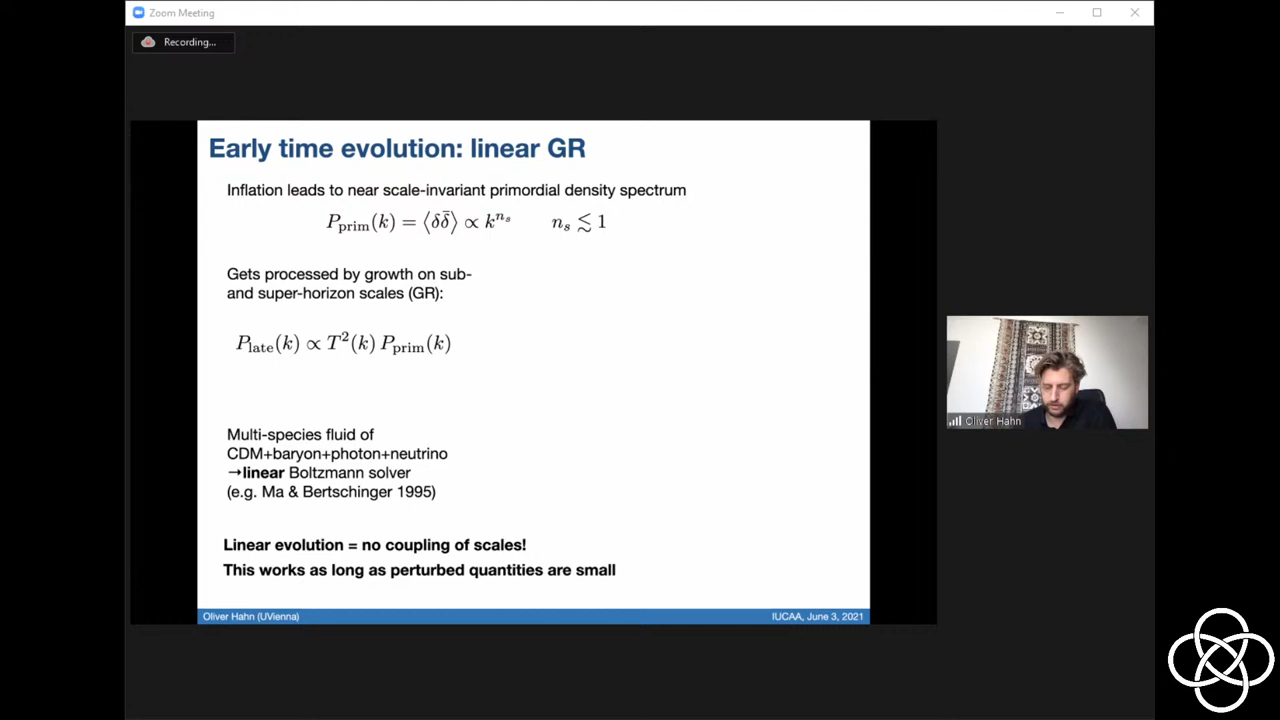 Zoom Meeting
Recording...
Early time evolution: linear GR
Inflation leads to near scale-invariant primordial density spectrum
P_prim(k) = ⟨δδ̄⟩ ∝ k^{n_s}    n_s ≲ 1
Gets processed by growth on sub-
and super-horizon scales (GR):
P_late(k) ∝ T²(k) P_prim(k)
Multi-species fluid of
CDM+baryon+photon+neutrino
→linear Boltzmann solver
(e.g. Ma & Bertschinger 1995)
Linear evolution = no coupling of scales!
This works as long as perturbed quantities are small
Oliver Hahn (UVienna)
IUCAA, June 3, 2021
Oliver Hahn